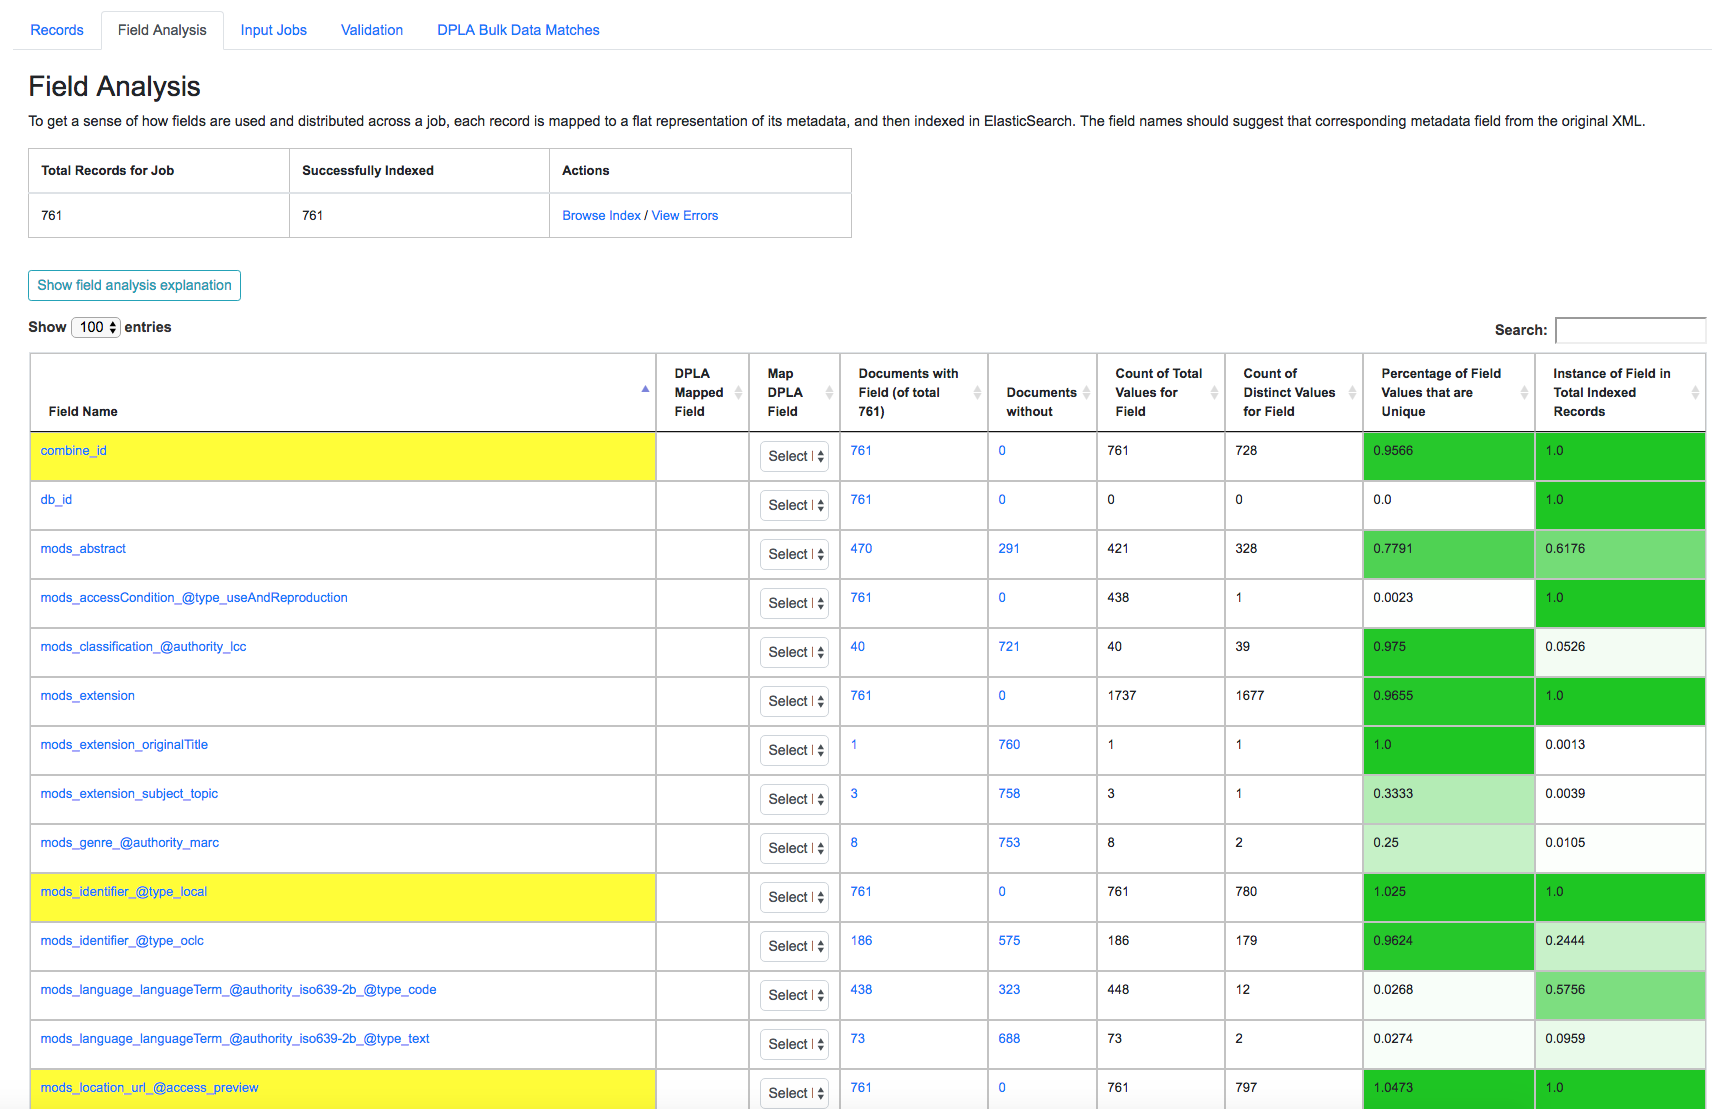 Records Field Analysis Input Jobs Validation DPLA Bulk Data Matches
Field Analysis
To get a sense of how fields are used and distributed across a job, each record is mapped to a flat representation of its metadata, and then indexed in ElasticSearch. The field names should suggest that corresponding metadata field from the original XML.
Total Records for Job Successfully Indexed Actions
761 761 Browse Index / View Errors
Show field analysis explanation
Show 100 entries
Search:
Field Name DPLA Mapped Field Map DPLA Field Documents with Field (of total 761) Documents without Count of Total Values for Field Count of Distinct Values for Field Percentage of Field Values that are Unique Instance of Field in Total Indexed Records
combine_id Select 761 0 761 728 0.9566 1.0
db_id Select 761 0 0 0 0.0 1.0
mods_abstract Select 470 291 421 328 0.7791 0.6176
mods_accessCondition_@type_useAndReproduction Select 761 0 438 1 0.0023 1.0
mods_classification_@authority_lcc Select 40 721 40 39 0.975 0.0526
mods_extension Select 761 0 1737 1677 0.9655 1.0
mods_extension_originalTitle Select 1 760 1 1 1.0 0.0013
mods_extension_subject_topic Select 3 758 3 1 0.3333 0.0039
mods_genre_@authority_marc Select 8 753 8 2 0.25 0.0105
mods_identifier_@type_local Select 761 0 761 780 1.025 1.0
mods_identifier_@type_oclc Select 186 575 186 179 0.9624 0.2444
mods_language_languageTerm_@authority_iso639-2b_@type_code Select 438 323 448 12 0.0268 0.5756
mods_language_languageTerm_@authority_iso639-2b_@type_text Select 73 688 73 2 0.0274 0.0959
mods_location_url_@access_preview Select 761 0 761 797 1.0473 1.0